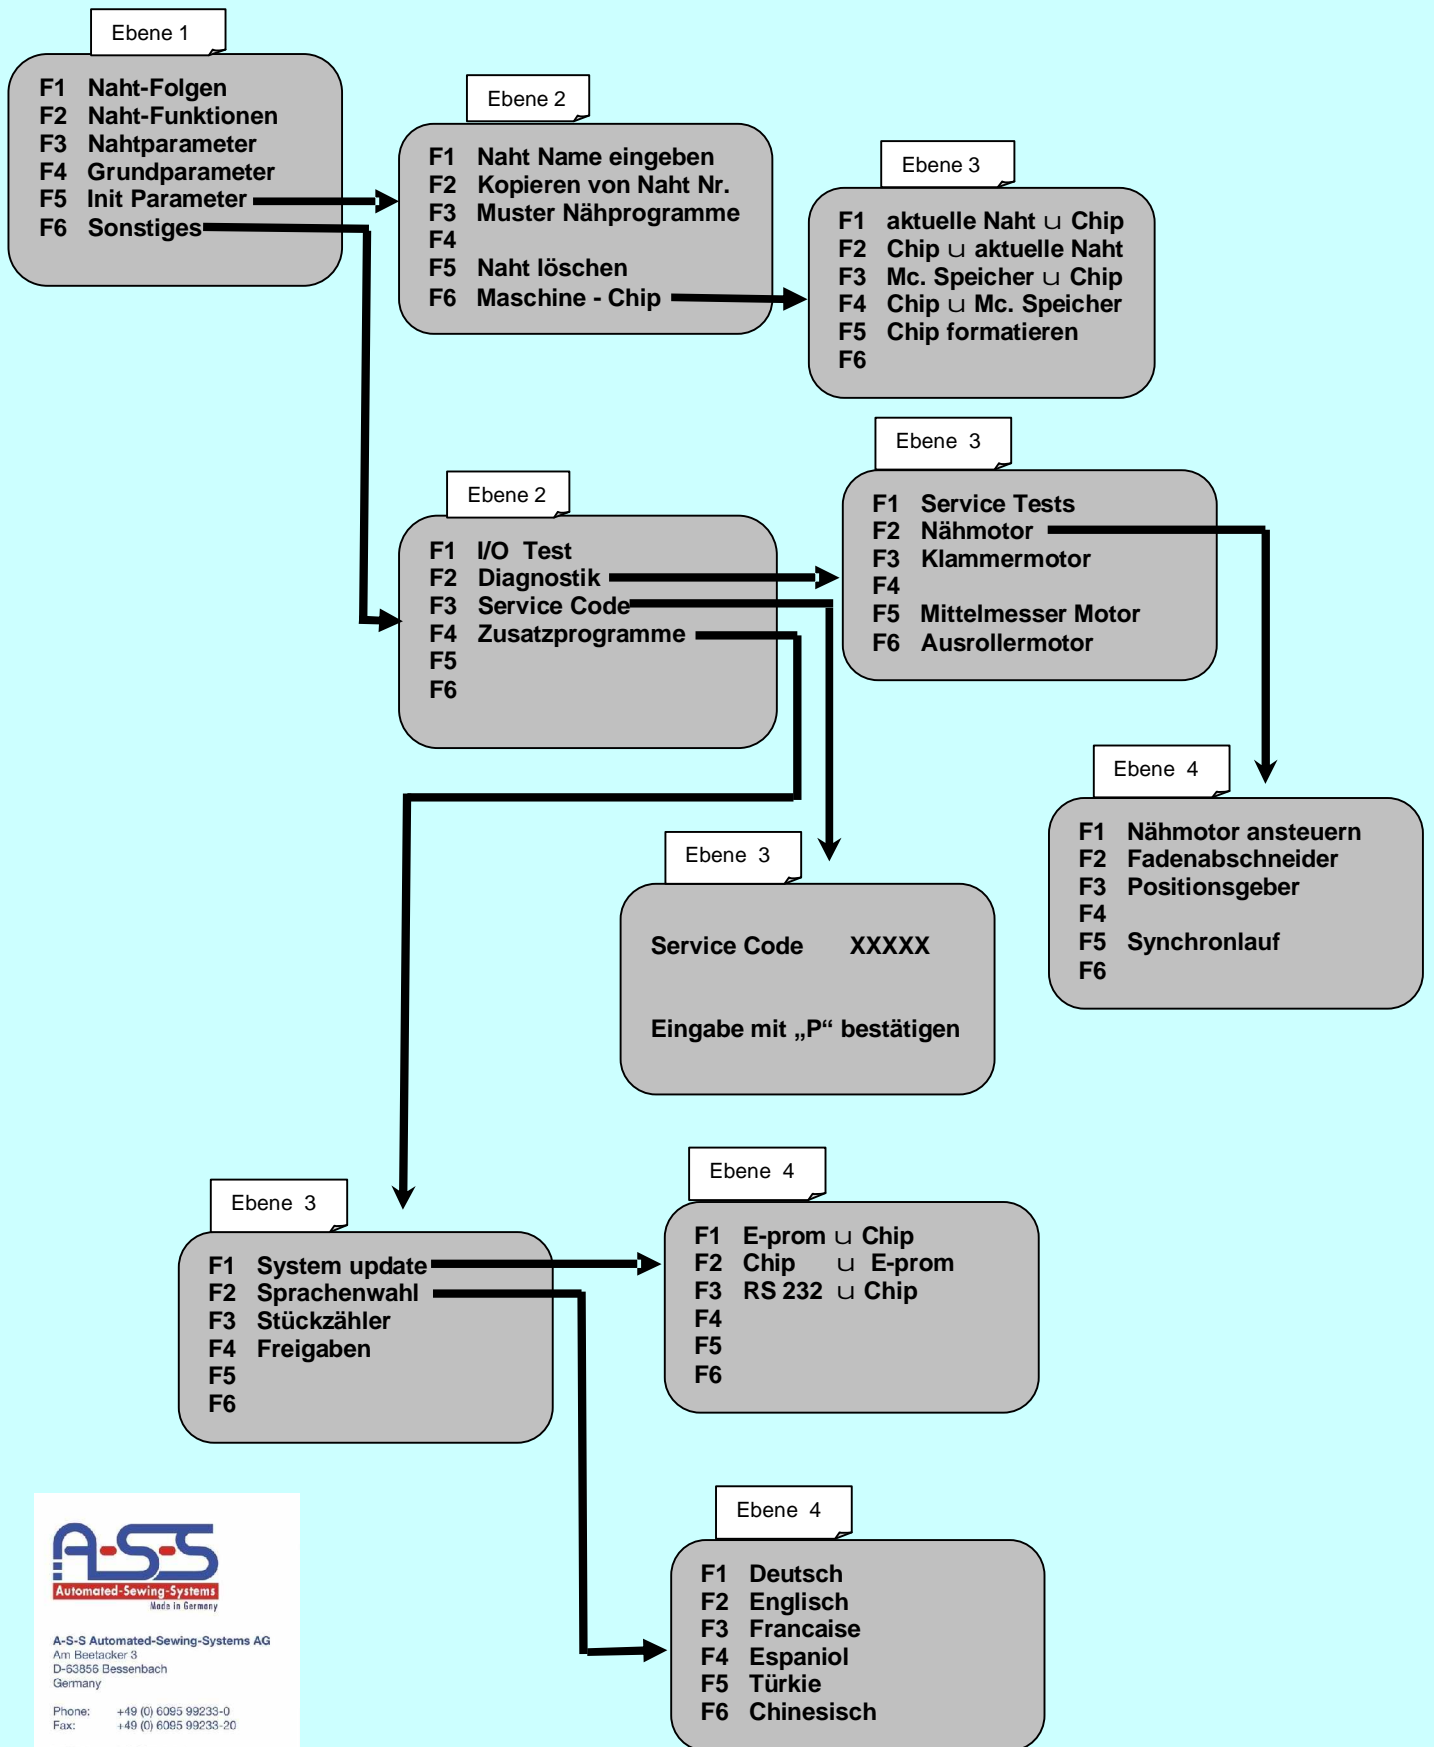 Ebene 1
F1 Naht-Folgen
F2 Naht-Funktionen
F3 Nahtparameter
F4 Grundparameter
F5 Init Parameter
F6 Sonstiges
Ebene 2
F1 Naht Name eingeben
F2 Kopieren von Naht Nr.
F3 Muster Nähprogramme
F4
F5 Naht löschen
F6 Maschine - Chip
Ebene 3
F1 aktuelle Naht u Chip
F2 Chip u aktuelle Naht
F3 Mc. Speicher u Chip
F4 Chip u Mc. Speicher
F5 Chip formatieren
F6
Ebene 2
F1 I/O Test
F2 Diagnostik
F3 Service Code
F4 Zusatzprogramme
F5
F6
Ebene 3
F1 Service Tests
F2 Nähmotor
F3 Klammermotor
F4
F5 Mittelmesser Motor
F6 Ausrollermotor
Ebene 4
F1 Nähmotor ansteuern
F2 Fadenabschneider
F3 Positionsgeber
F4
F5 Synchronlauf
F6
Ebene 3
Service Code XXXXX
Eingabe mit „P“ bestätigen
Ebene 3
F1 System update
F2 Sprachenwahl
F3 Stückzähler
F4 Freigaben
F5
F6
Ebene 4
F1 E-prom u Chip
F2 Chip u E-prom
F3 RS 232 u Chip
F4
F5
F6
Ebene 4
F1 Deutsch
F2 Englisch
F3 Francaise
F4 Espaniol
F5 Türkie
F6 Chinesisch
A-S-S
Automated-Sewing-Systems
Made in Germany
A-S-S Automated-Sewing-Systems AG
Am Beetacker 3
D-63856 Bessenbach
Germany
Phone: +49 (0) 6095 99233-0
Fax: +49 (0) 6095 99233-20